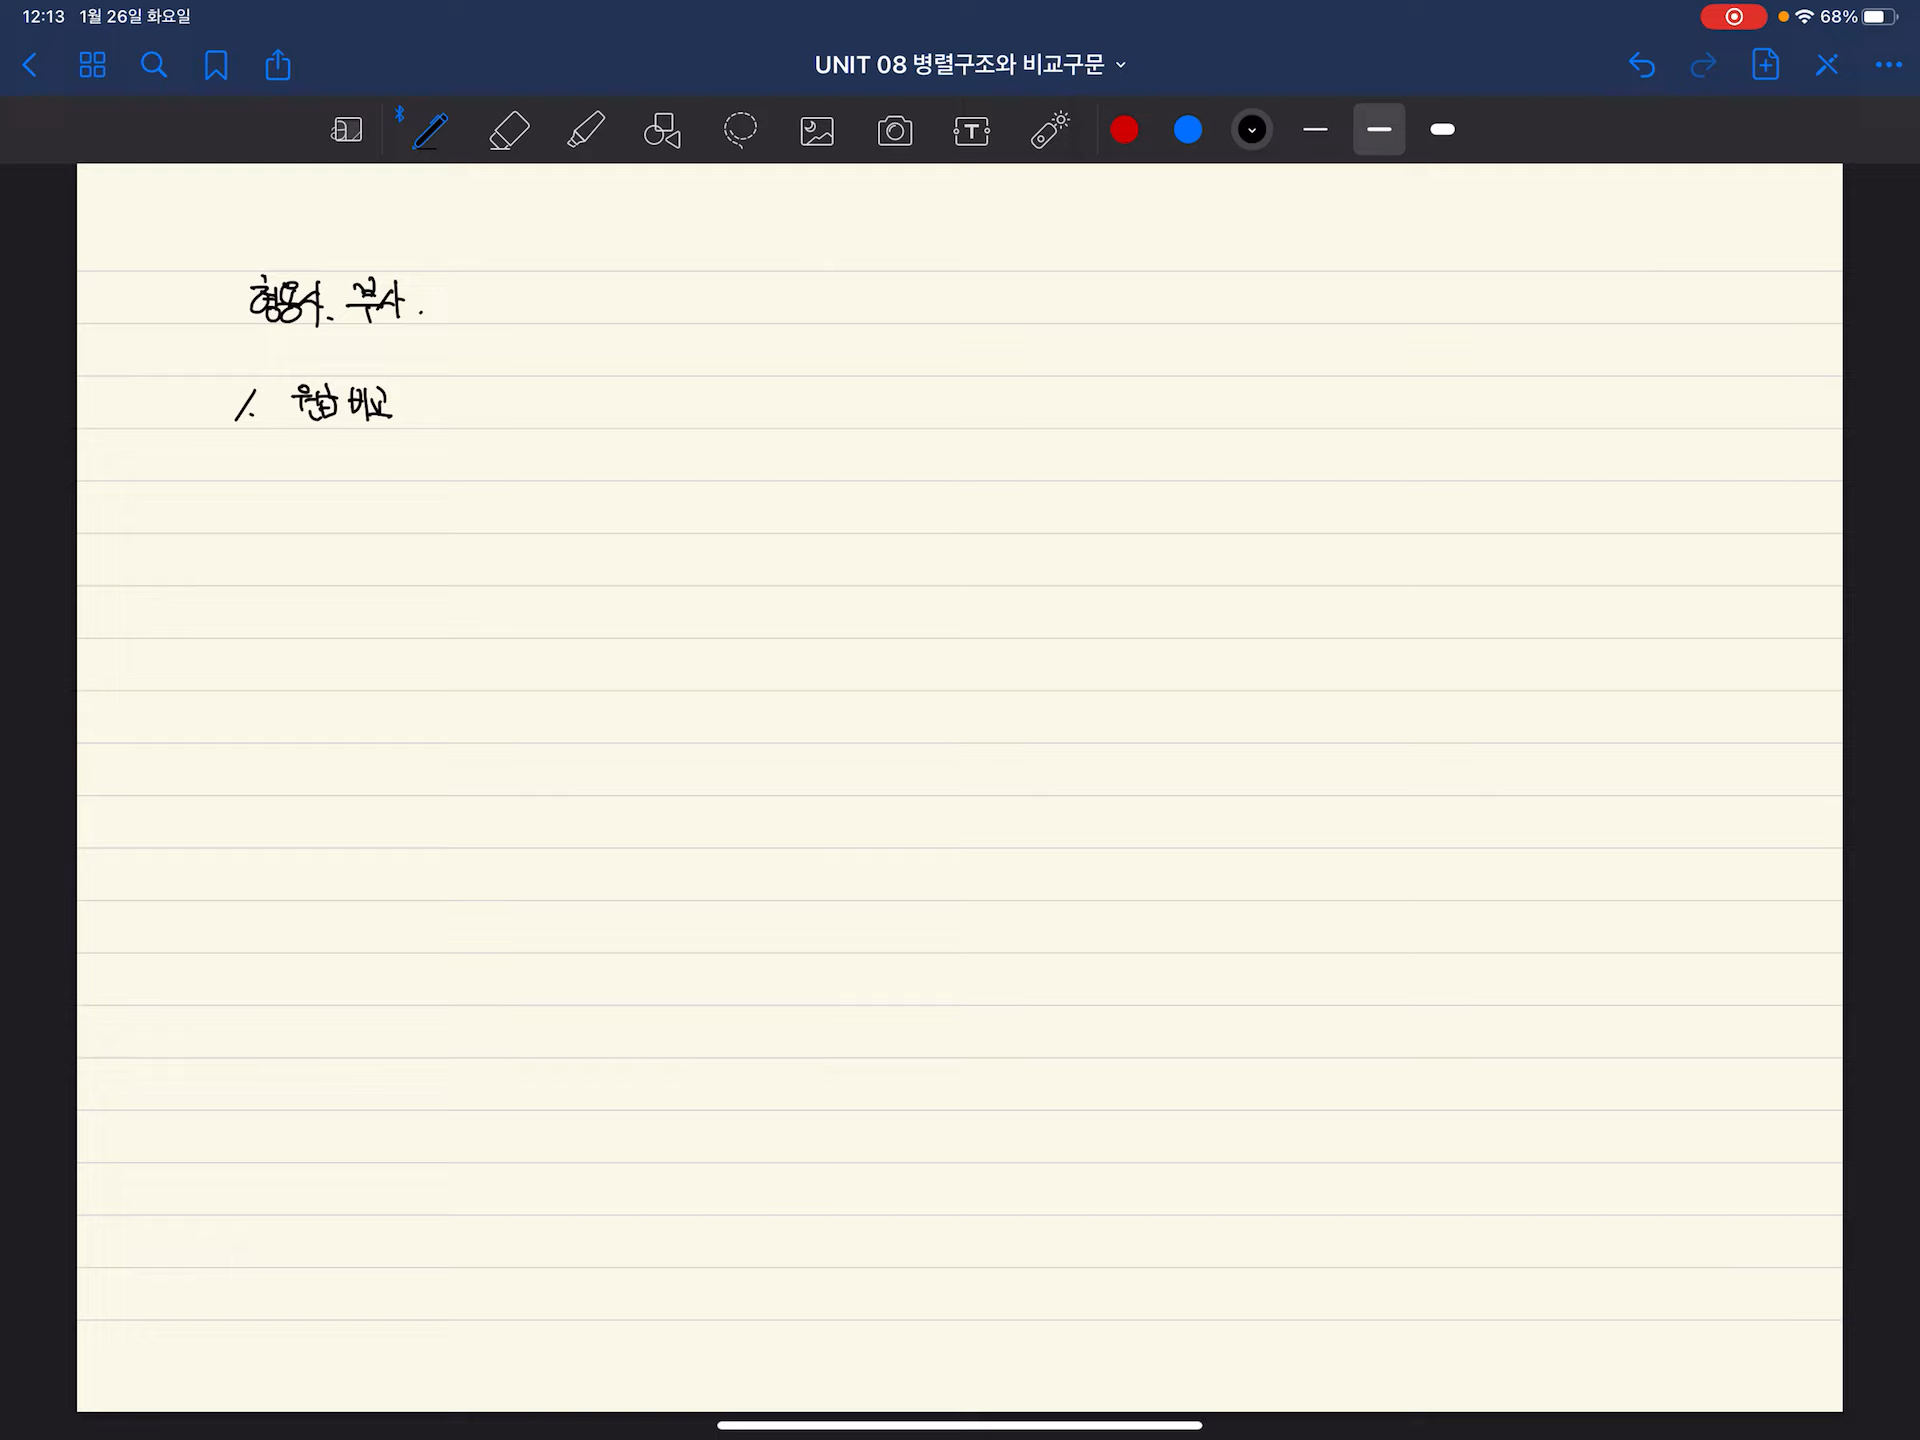 12:13 1월 26일 화요일
68%
UNIT 08 병렬구조와 비교구문
T
형용사. 부사.
1. 원급 비교